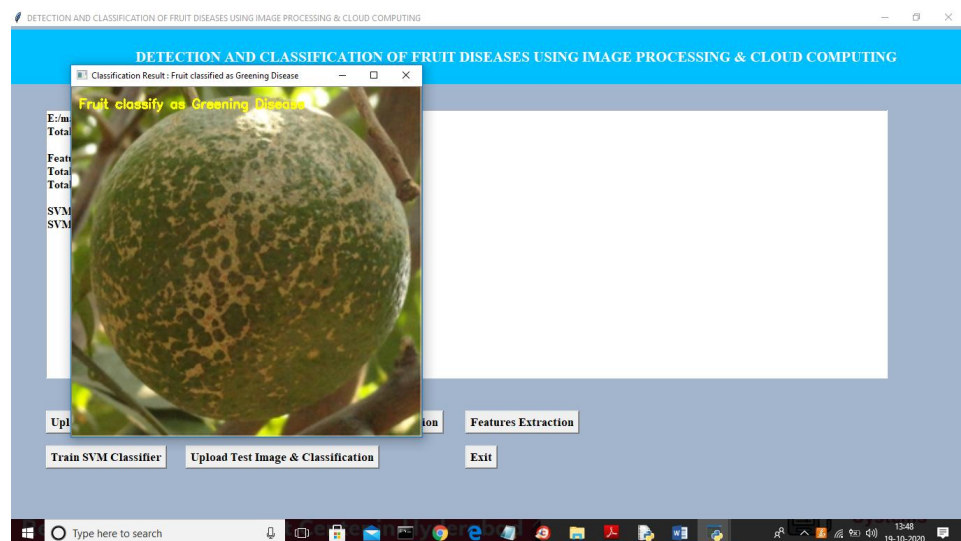 DETECTION AND CLASSIFICATION OF FRUIT DISEASES USING IMAGE PROCESSING & CLOUD COMPUTING
DETECTION AND CLASSIFICATION OF FRUIT DISEASES USING IMAGE PROCESSING & CLOUD COMPUTING
Classification Result : Fruit classified as Greening Disease
Fruit classify as Greening Disease
E:/m
Total
Total
Total
SVM
SVM
Features Extraction
Train SVM Classifier
Upload Test Image & Classification
Exit
Type here to search
13:48
19-10-2020